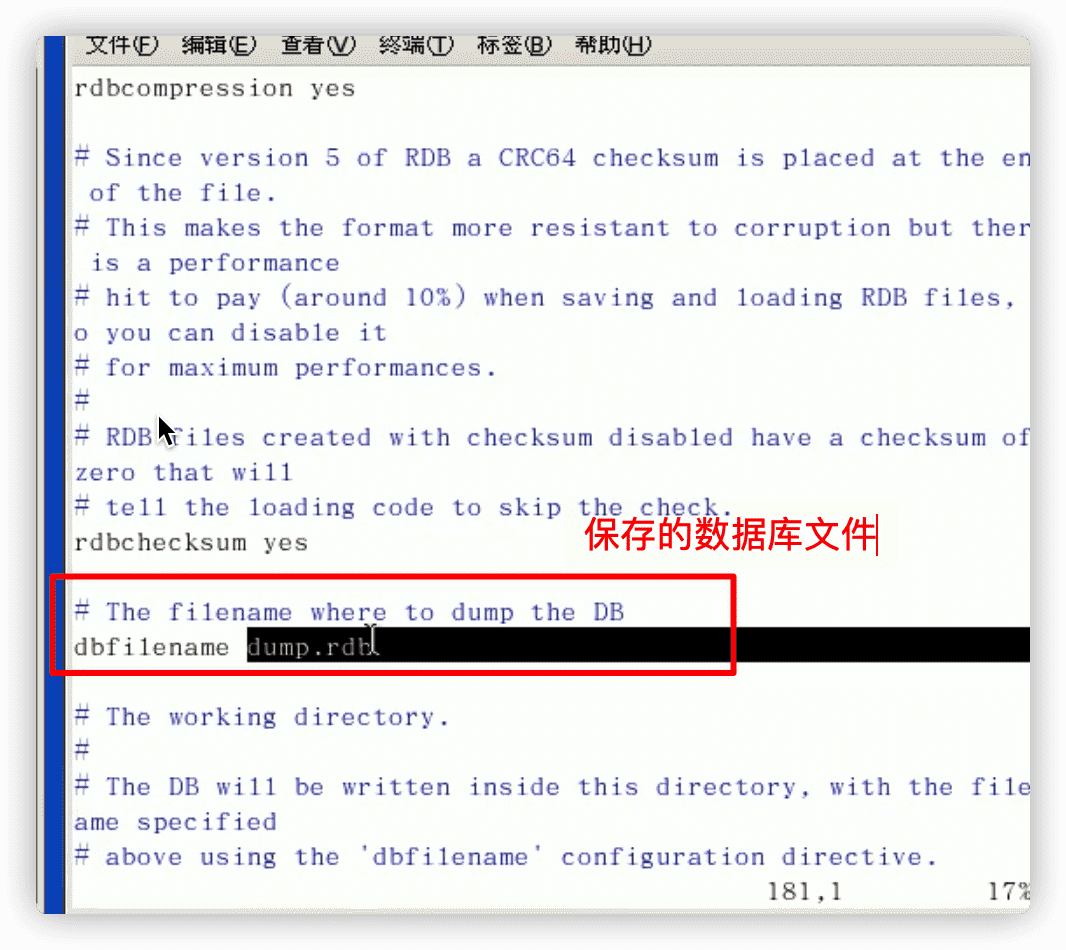 文件(F) 编辑(E) 查看(V) 终端(T) 标签(B) 帮助(H)
rdbcompression yes
# Since version 5 of RDB a CRC64 checksum is placed at the en
of the file.
# This makes the format more resistant to corruption but ther
is a performance
# hit to pay (around 10%) when saving and loading RDB files,
o you can disable it
# for maximum performances.
#
# RDB files created with checksum disabled have a checksum of
zero that will
# tell the loading code to skip the check.
保存的数据库文件
rdbchecksum yes
# The filename where to dump the DB
dbfilename dump.rdb
# The working directory.
#
# The DB will be written inside this directory, with the file
ame specified
# above using the 'dbfilename' configuration directive.
181,1 17%